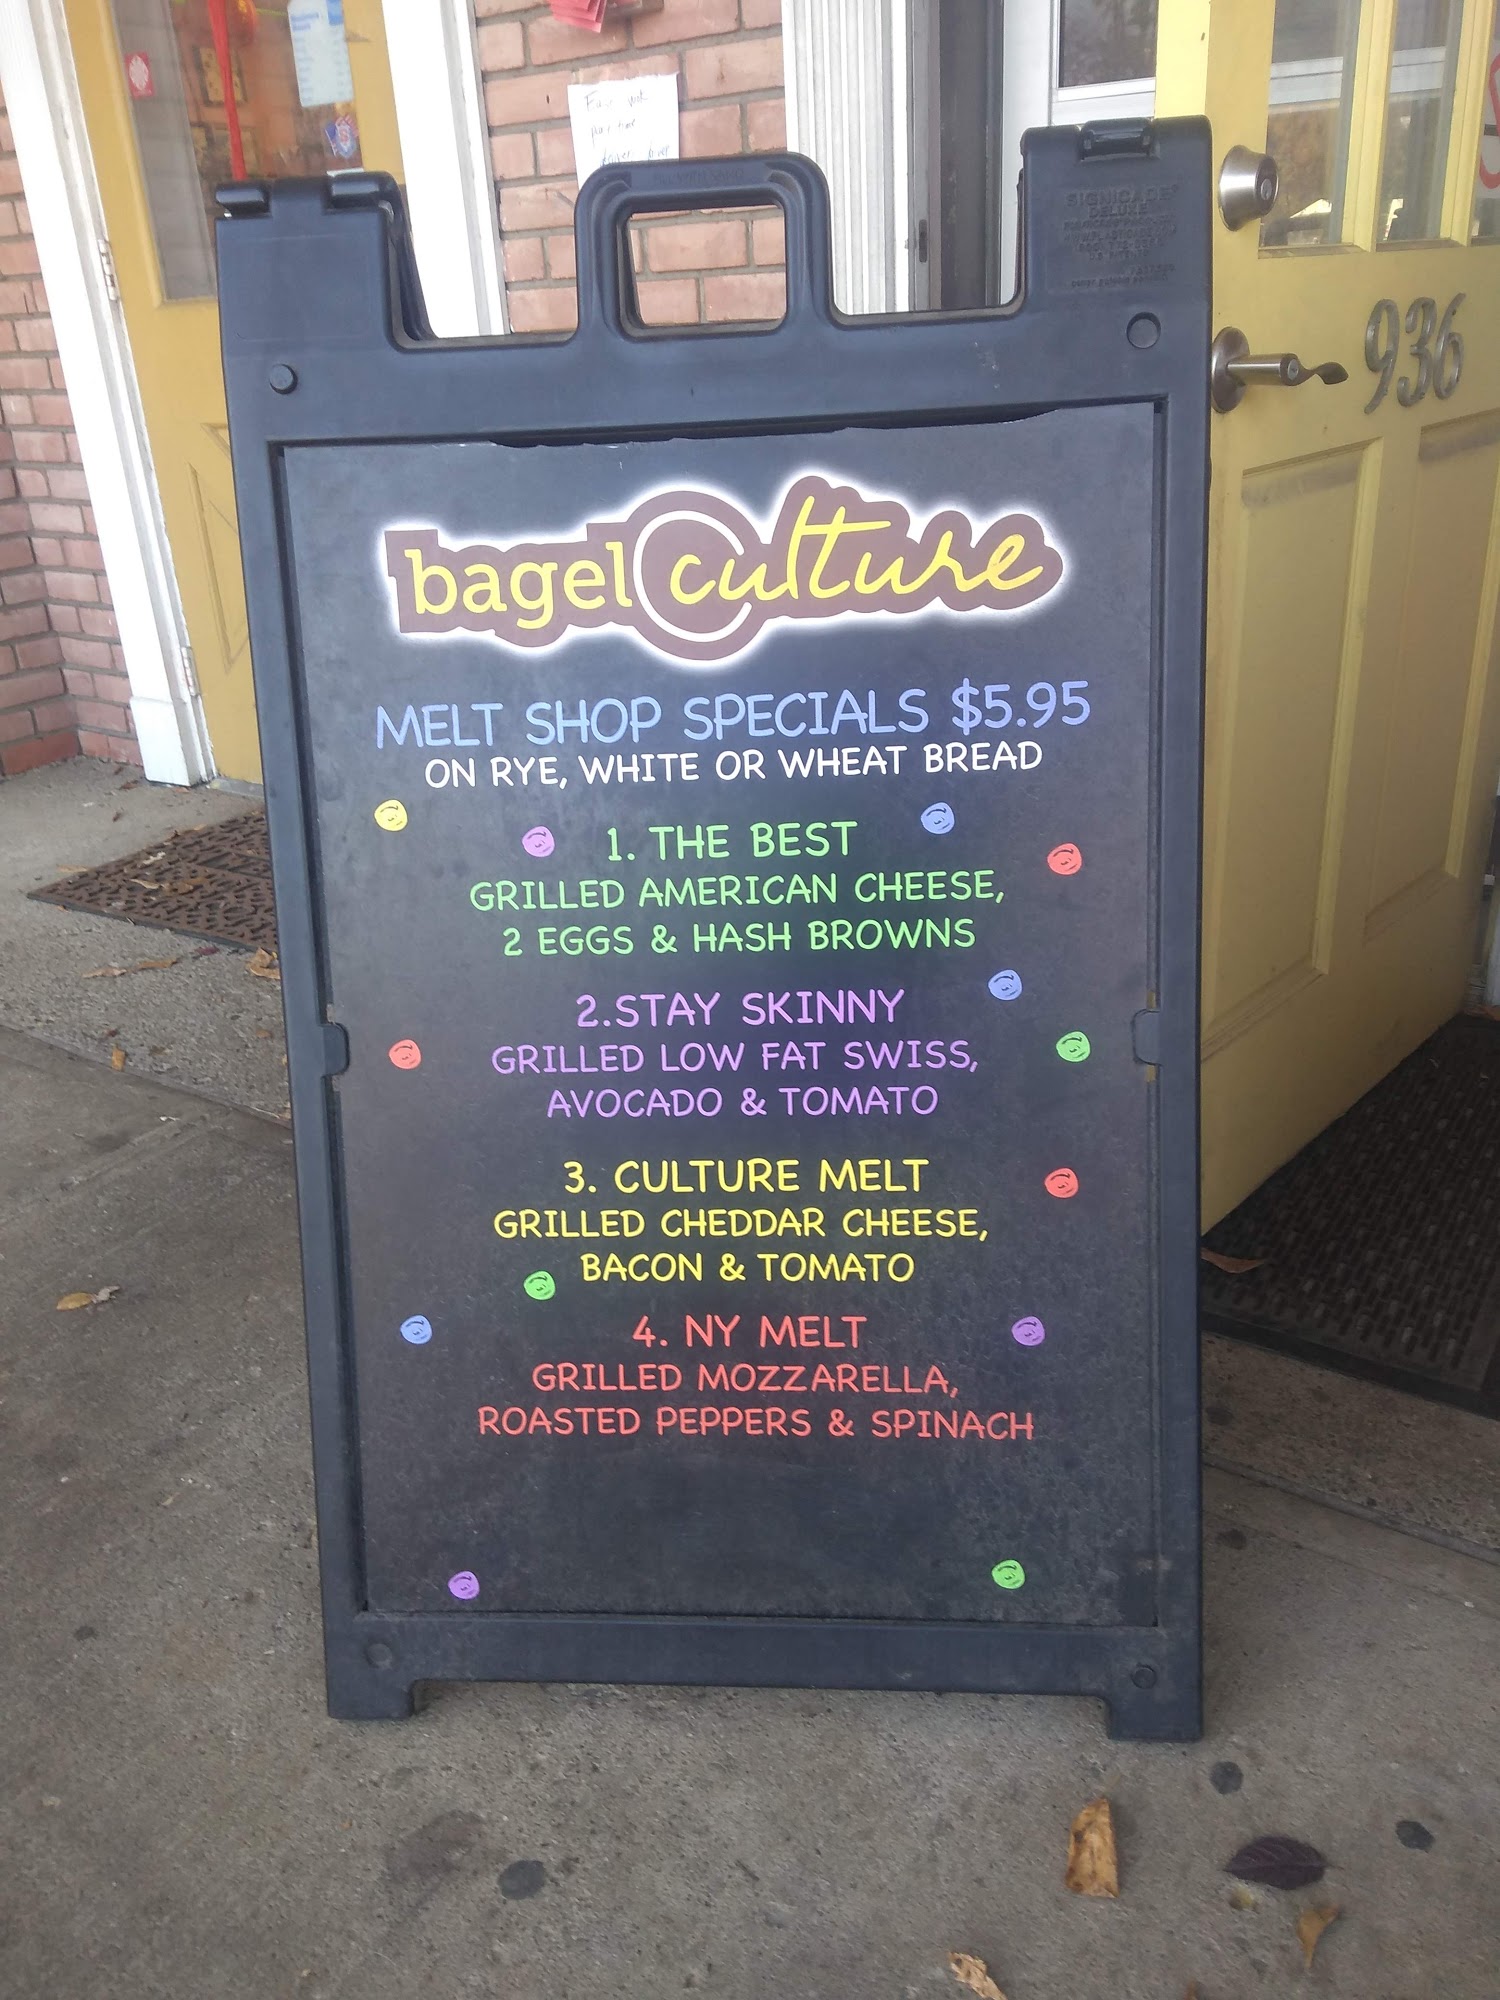 SIGNICADE
DELUXE
936
bagel culture
MELT SHOP SPECIALS $5.95
ON RYE, WHITE OR WHEAT BREAD
1. THE BEST
GRILLED AMERICAN CHEESE,
2 EGGS & HASH BROWNS
2.STAY SKINNY
GRILLED LOW FAT SWISS,
AVOCADO & TOMATO
3. CULTURE MELT
GRILLED CHEDDAR CHEESE,
BACON & TOMATO
4. NY MELT
GRILLED MOZZARELLA,
ROASTED PEPPERS & SPINACH